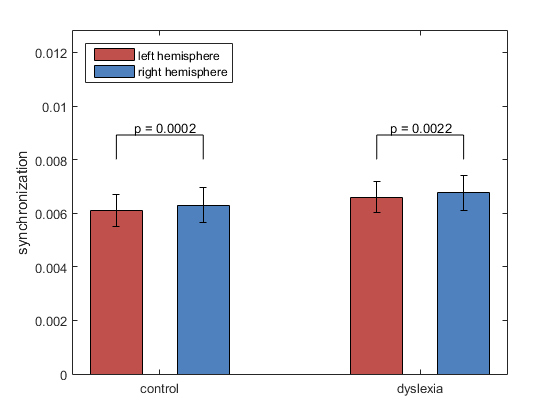 0.012
0.01
0.008
0.006
0.004
0.002
0
synchronization
left hemisphere
right hemisphere
p = 0.0002
p = 0.0022
control
dyslexia